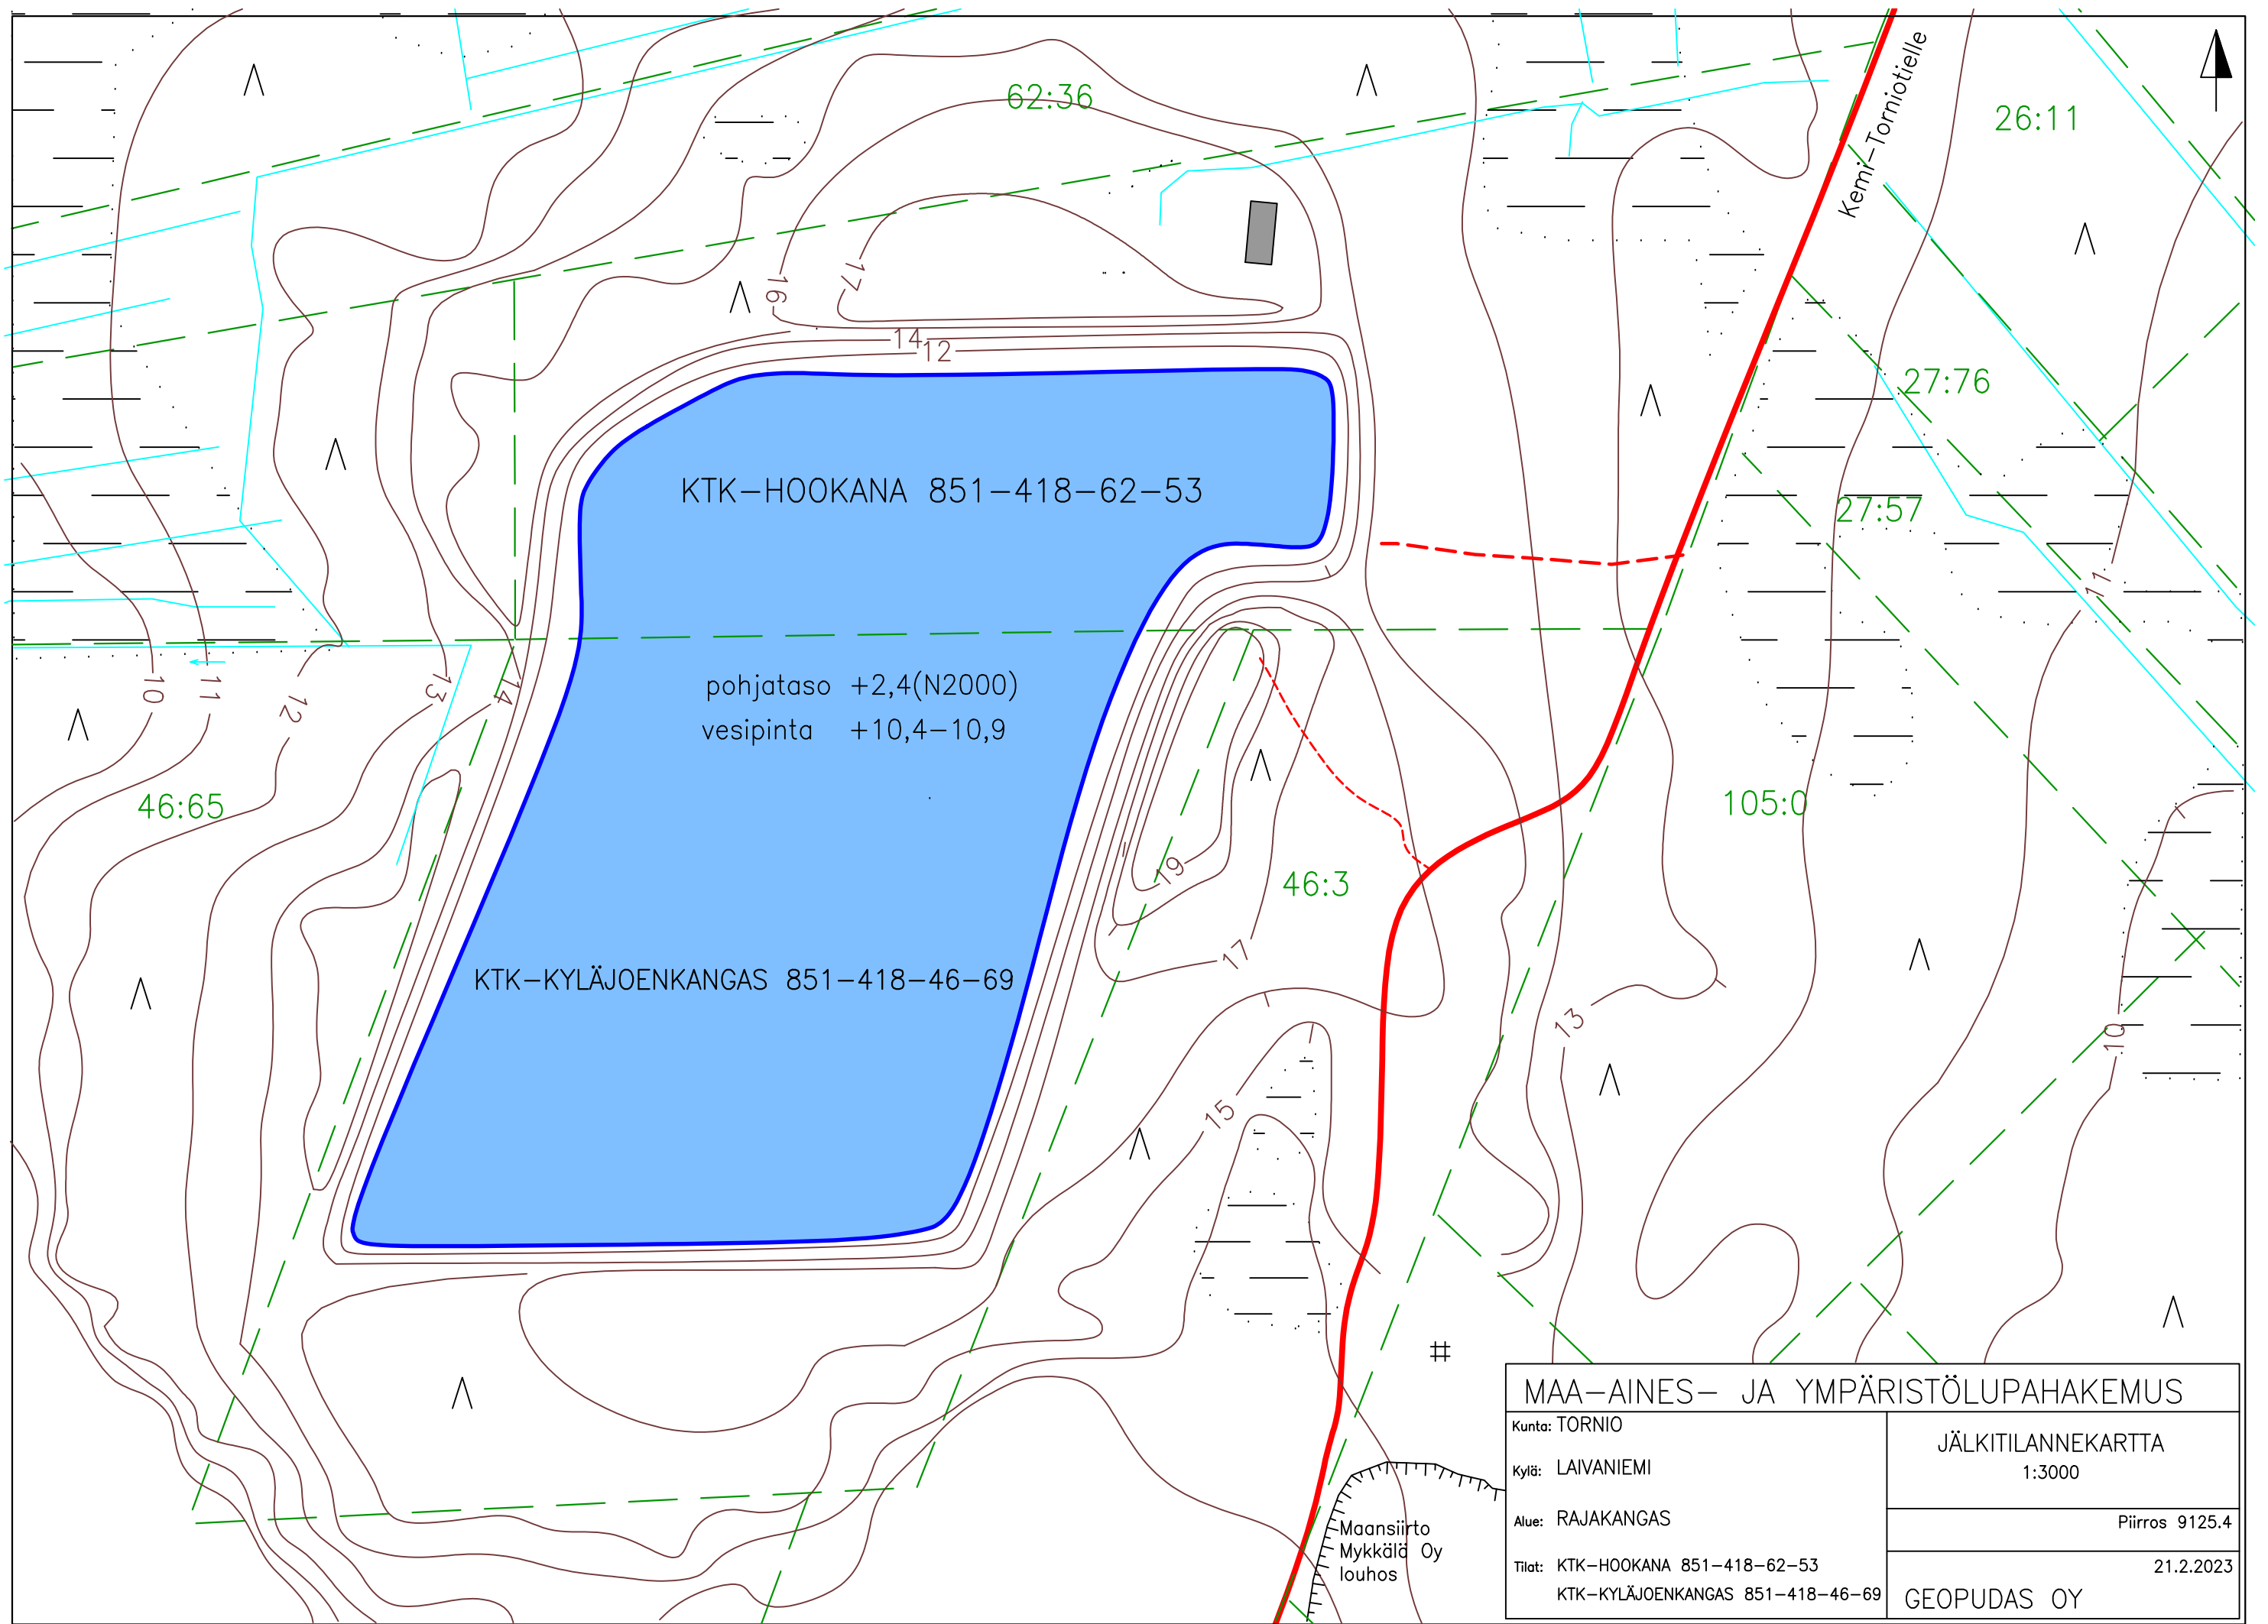 62:36
Kemi-Torniotielle
26:11
16
17
14
12
27:76
KTK-HOOKANA 851-418-62-53
27:57
11
10
11
12
13
14
pohjataso +2,4(N2000)
vesipinta +10,4-10,9
46:65
105:0
19
46:3
17
KTK-KYLÄJOENKANGAS 851-418-46-69
13
10
15
MAA-AINES- JA YMPÄRISTÖLUPAHAKEMUS
Kunta: TORNIO
JÄLKITILANNEKARTTA
1:3000
Kylä: LAIVANIEMI
Alue: RAJAKANGAS
Piirros 9125.4
Maansiirto
Mykkälä Oy
louhos
Tilat: KTK-HOOKANA 851-418-62-53
KTK-KYLÄJOENKANGAS 851-418-46-69
21.2.2023
GEOPUDAS OY